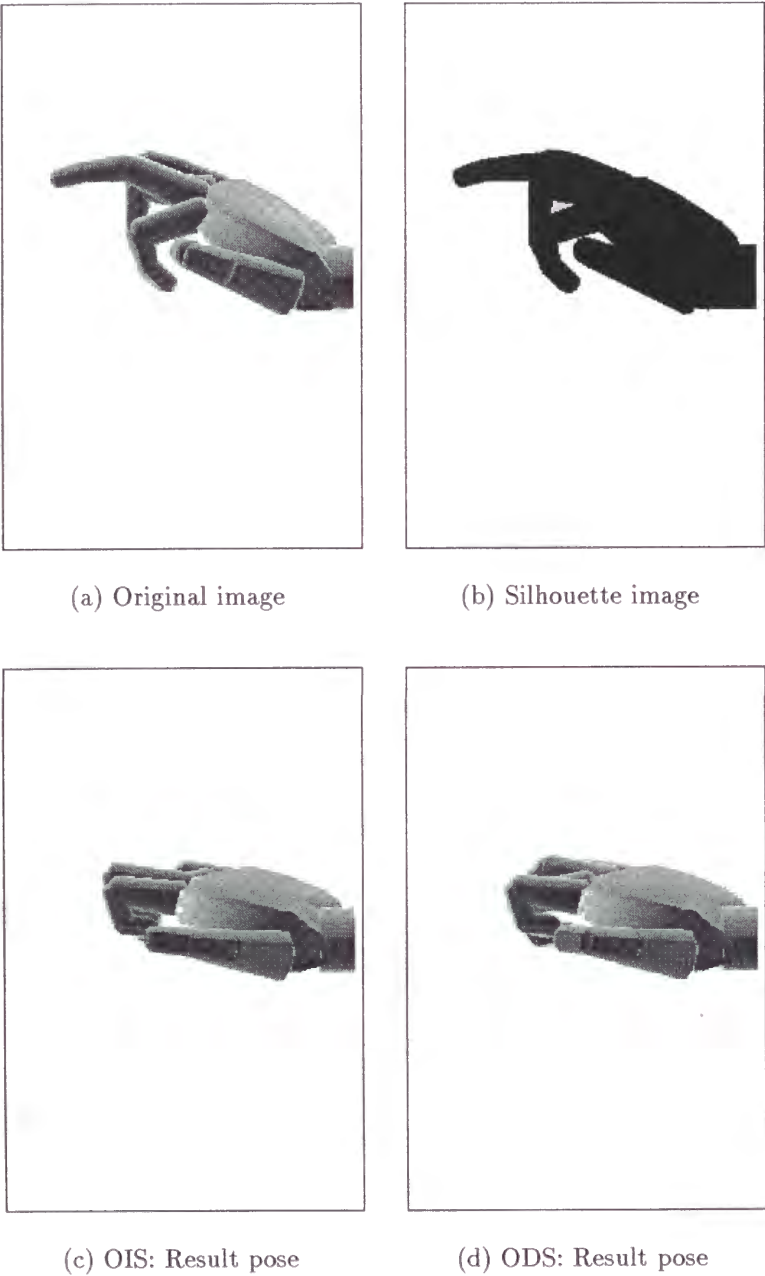 (a) Original image
(b) Silhouette image
(c) OIS: Result pose
(d) ODS: Result pose